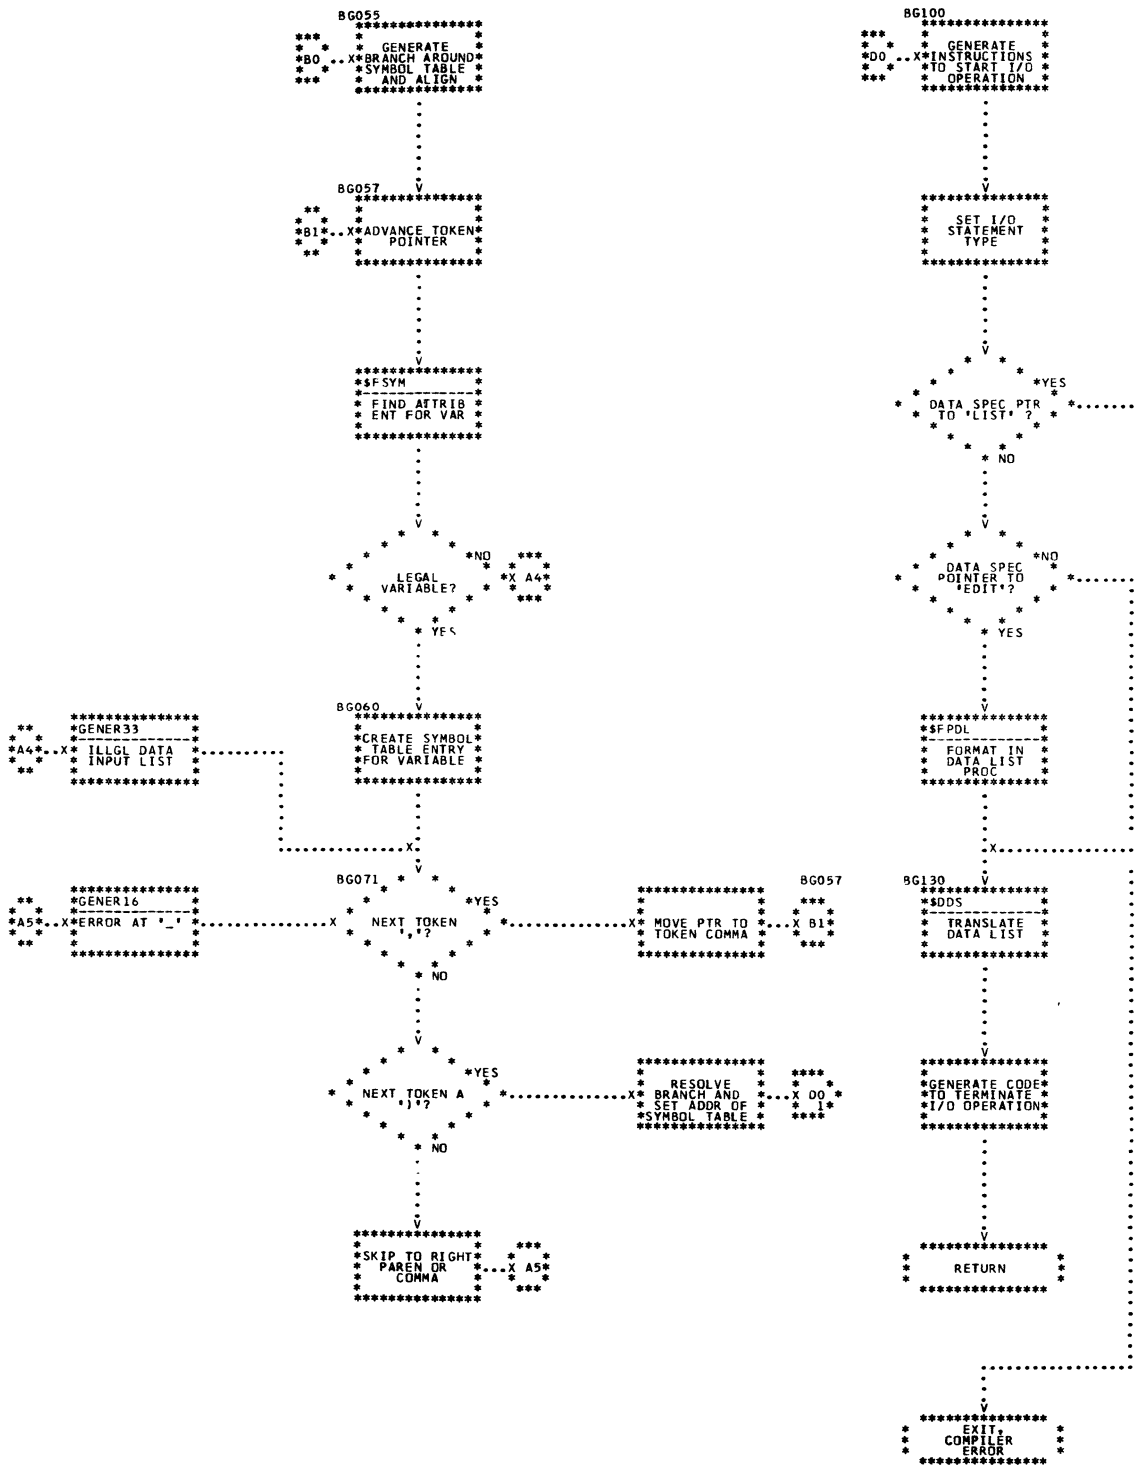 BG055
GENERATE
BRANCH AROUND
SYMBOL TABLE
AND ALIGN
B0
BG057
ADVANCE TOKEN
POINTER
B1
$FSYM
FIND ATTRIB
ENT FOR VAR
LEGAL
VARIABLE?
NO
A4
YES
BG060
CREATE SYMBOL
TABLE ENTRY
FOR VARIABLE
A4
GENER33
ILLGL DATA
INPUT LIST
BG071
NEXT TOKEN
','?
YES
NO
A5
GENER16
ERROR AT '_'
MOVE PTR TO
TOKEN COMMA
BG057
B1
NEXT TOKEN A
')'?
YES
NO
RESOLVE
BRANCH AND
SET ADDR OF
SYMBOL TABLE
D0
1
SKIP TO RIGHT
PAREN OR
COMMA
A5
BG100
D0
GENERATE
INSTRUCTIONS
TO START I/O
OPERATION
SET I/O
STATEMENT
TYPE
DATA SPEC PTR
TO 'LIST' ?
YES
NO
DATA SPEC
POINTER TO
'EDIT'?
NO
YES
$FPDL
FORMAT IN
DATA LIST
PROC
BG130
$DDS
TRANSLATE
DATA LIST
GENERATE CODE
TO TERMINATE
I/O OPERATION
RETURN
EXIT,
COMPILER
ERROR